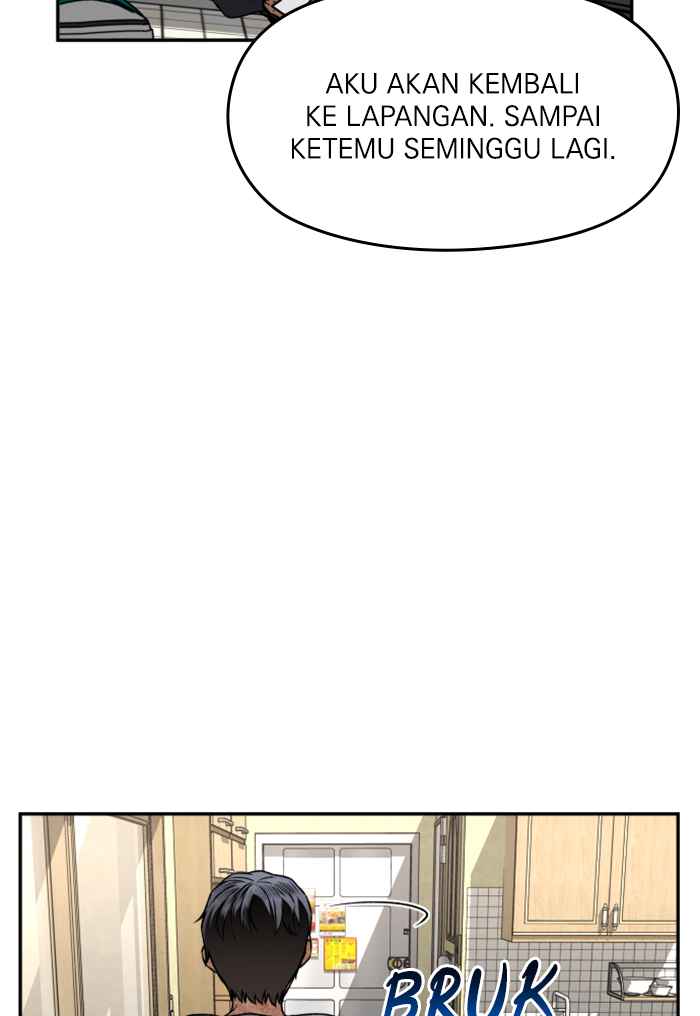 AKU AKAN KEMBALI
KE LAPANGAN. SAMPAI
KETEMU SEMINGGU LAGI.
BRUK